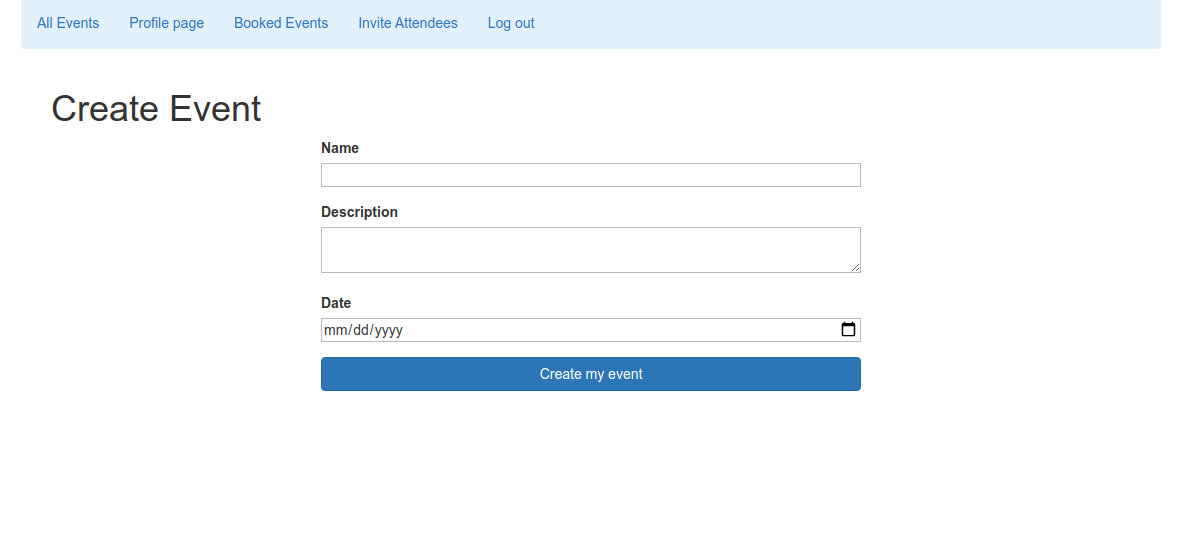 All Events Profile page Booked Events Invite Attendees Log out
Create Event
Name
Description
Date
mm/dd/yyyy
Create my event